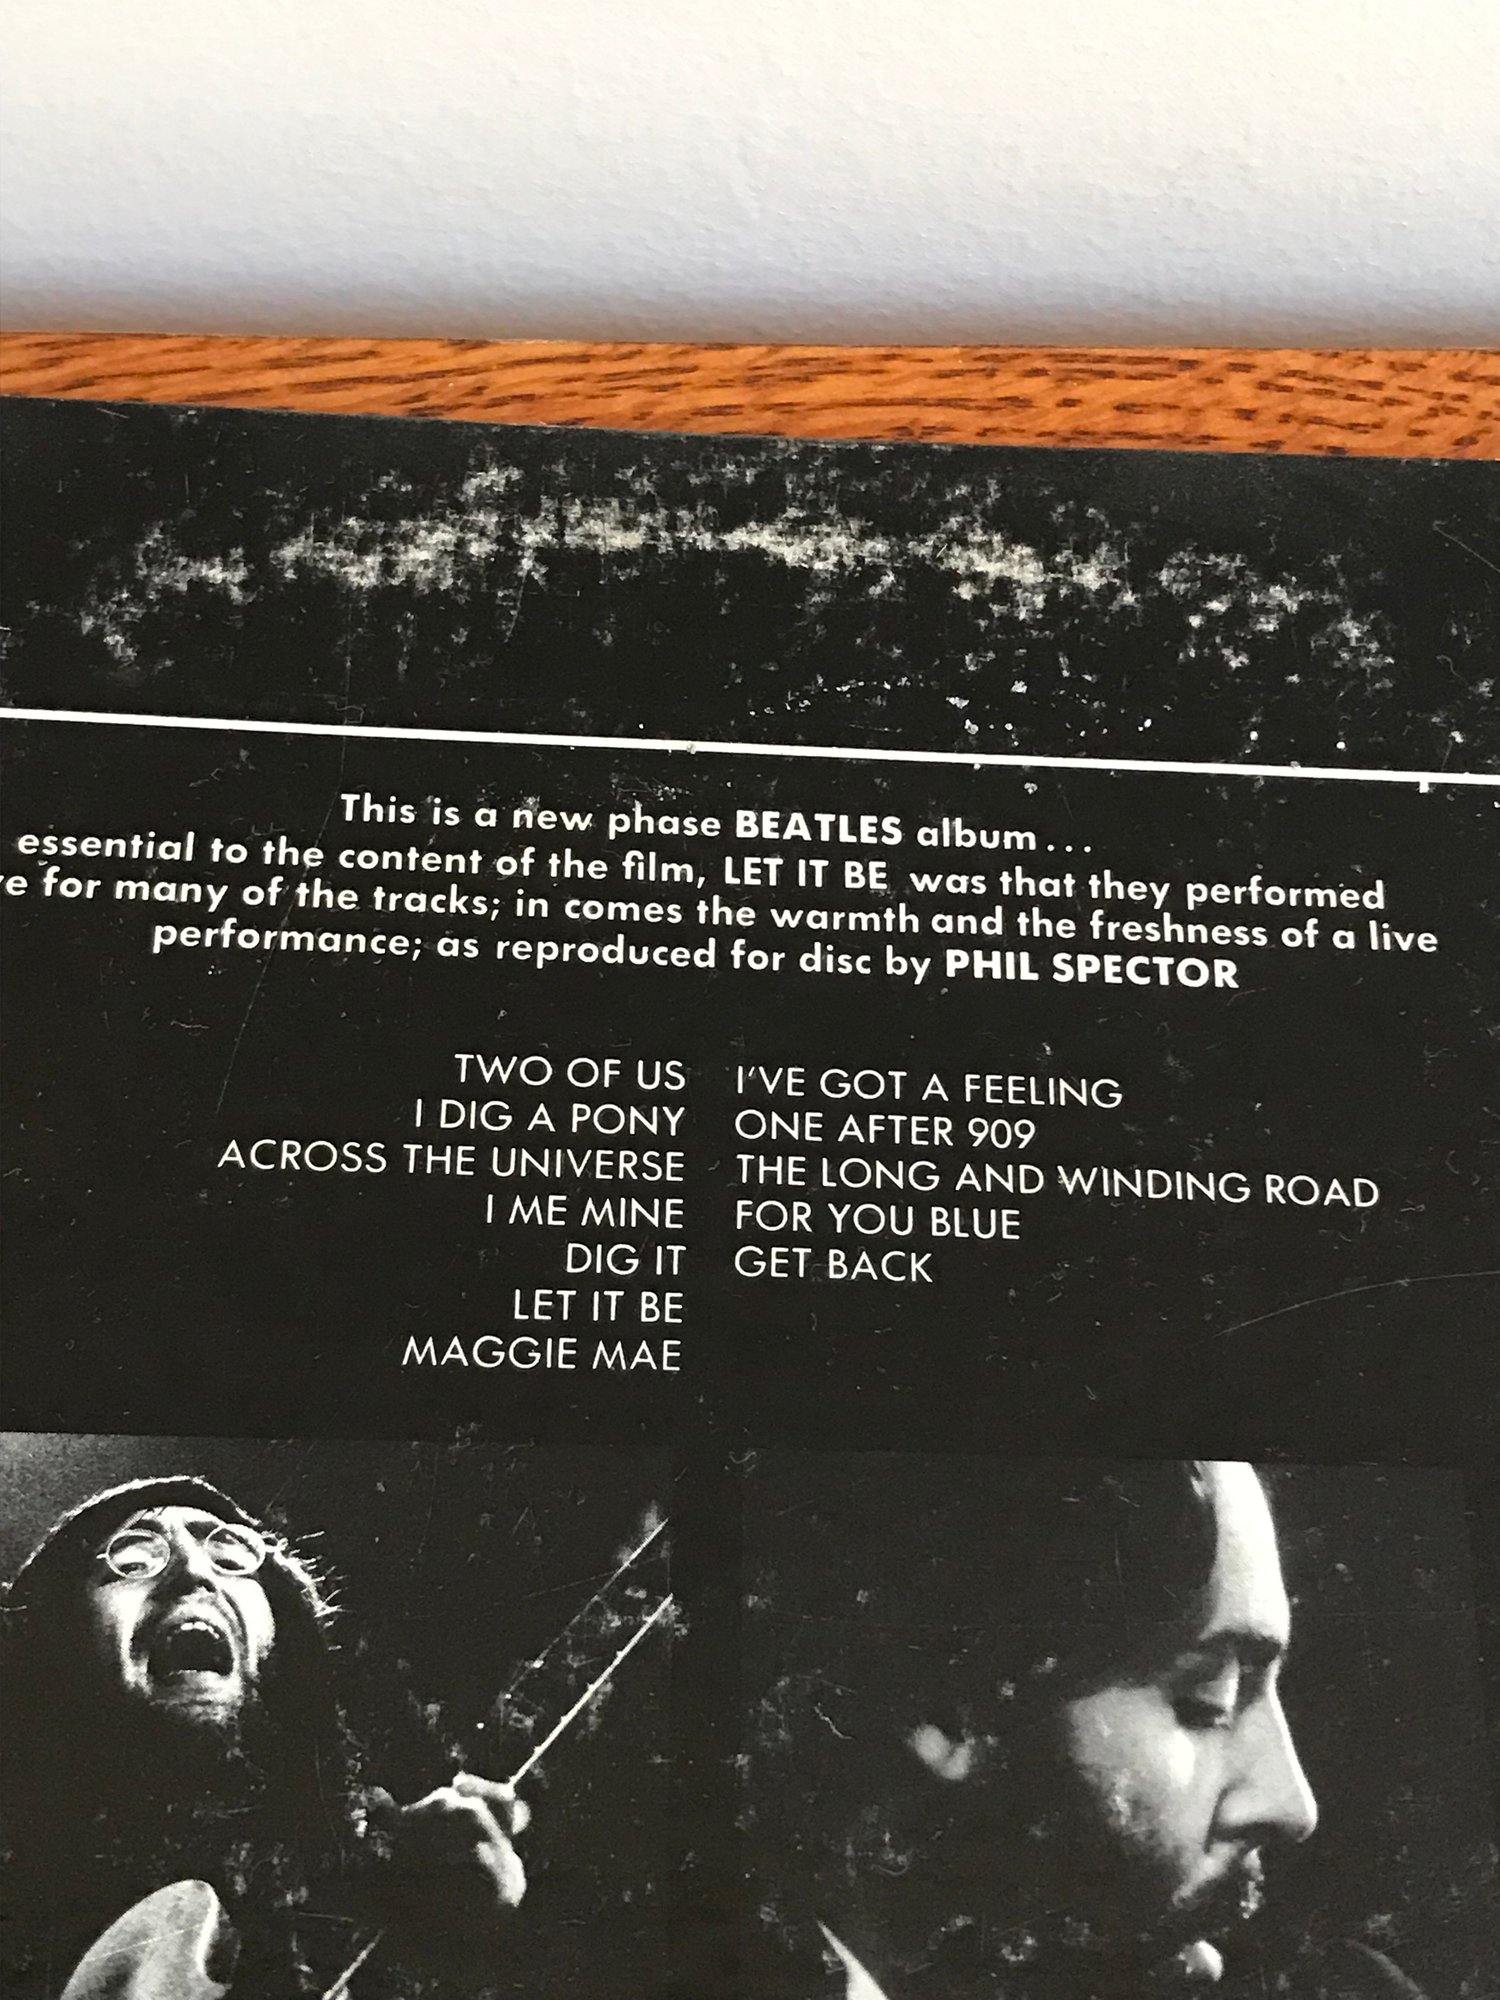 This is a new phase BEATLES album...
essential to the content of the film, LET IT BE was that they performed
for many of the tracks; in comes the warmth and the freshness of a live
performance; as reproduced for disc by PHIL SPECTOR
TWO OF US
I DIG A PONY
ACROSS THE UNIVERSE
I ME MINE
DIG IT
LET IT BE
MAGGIE MAE
I'VE GOT A FEELING
ONE AFTER 909
THE LONG AND WINDING ROAD
FOR YOU BLUE
GET BACK